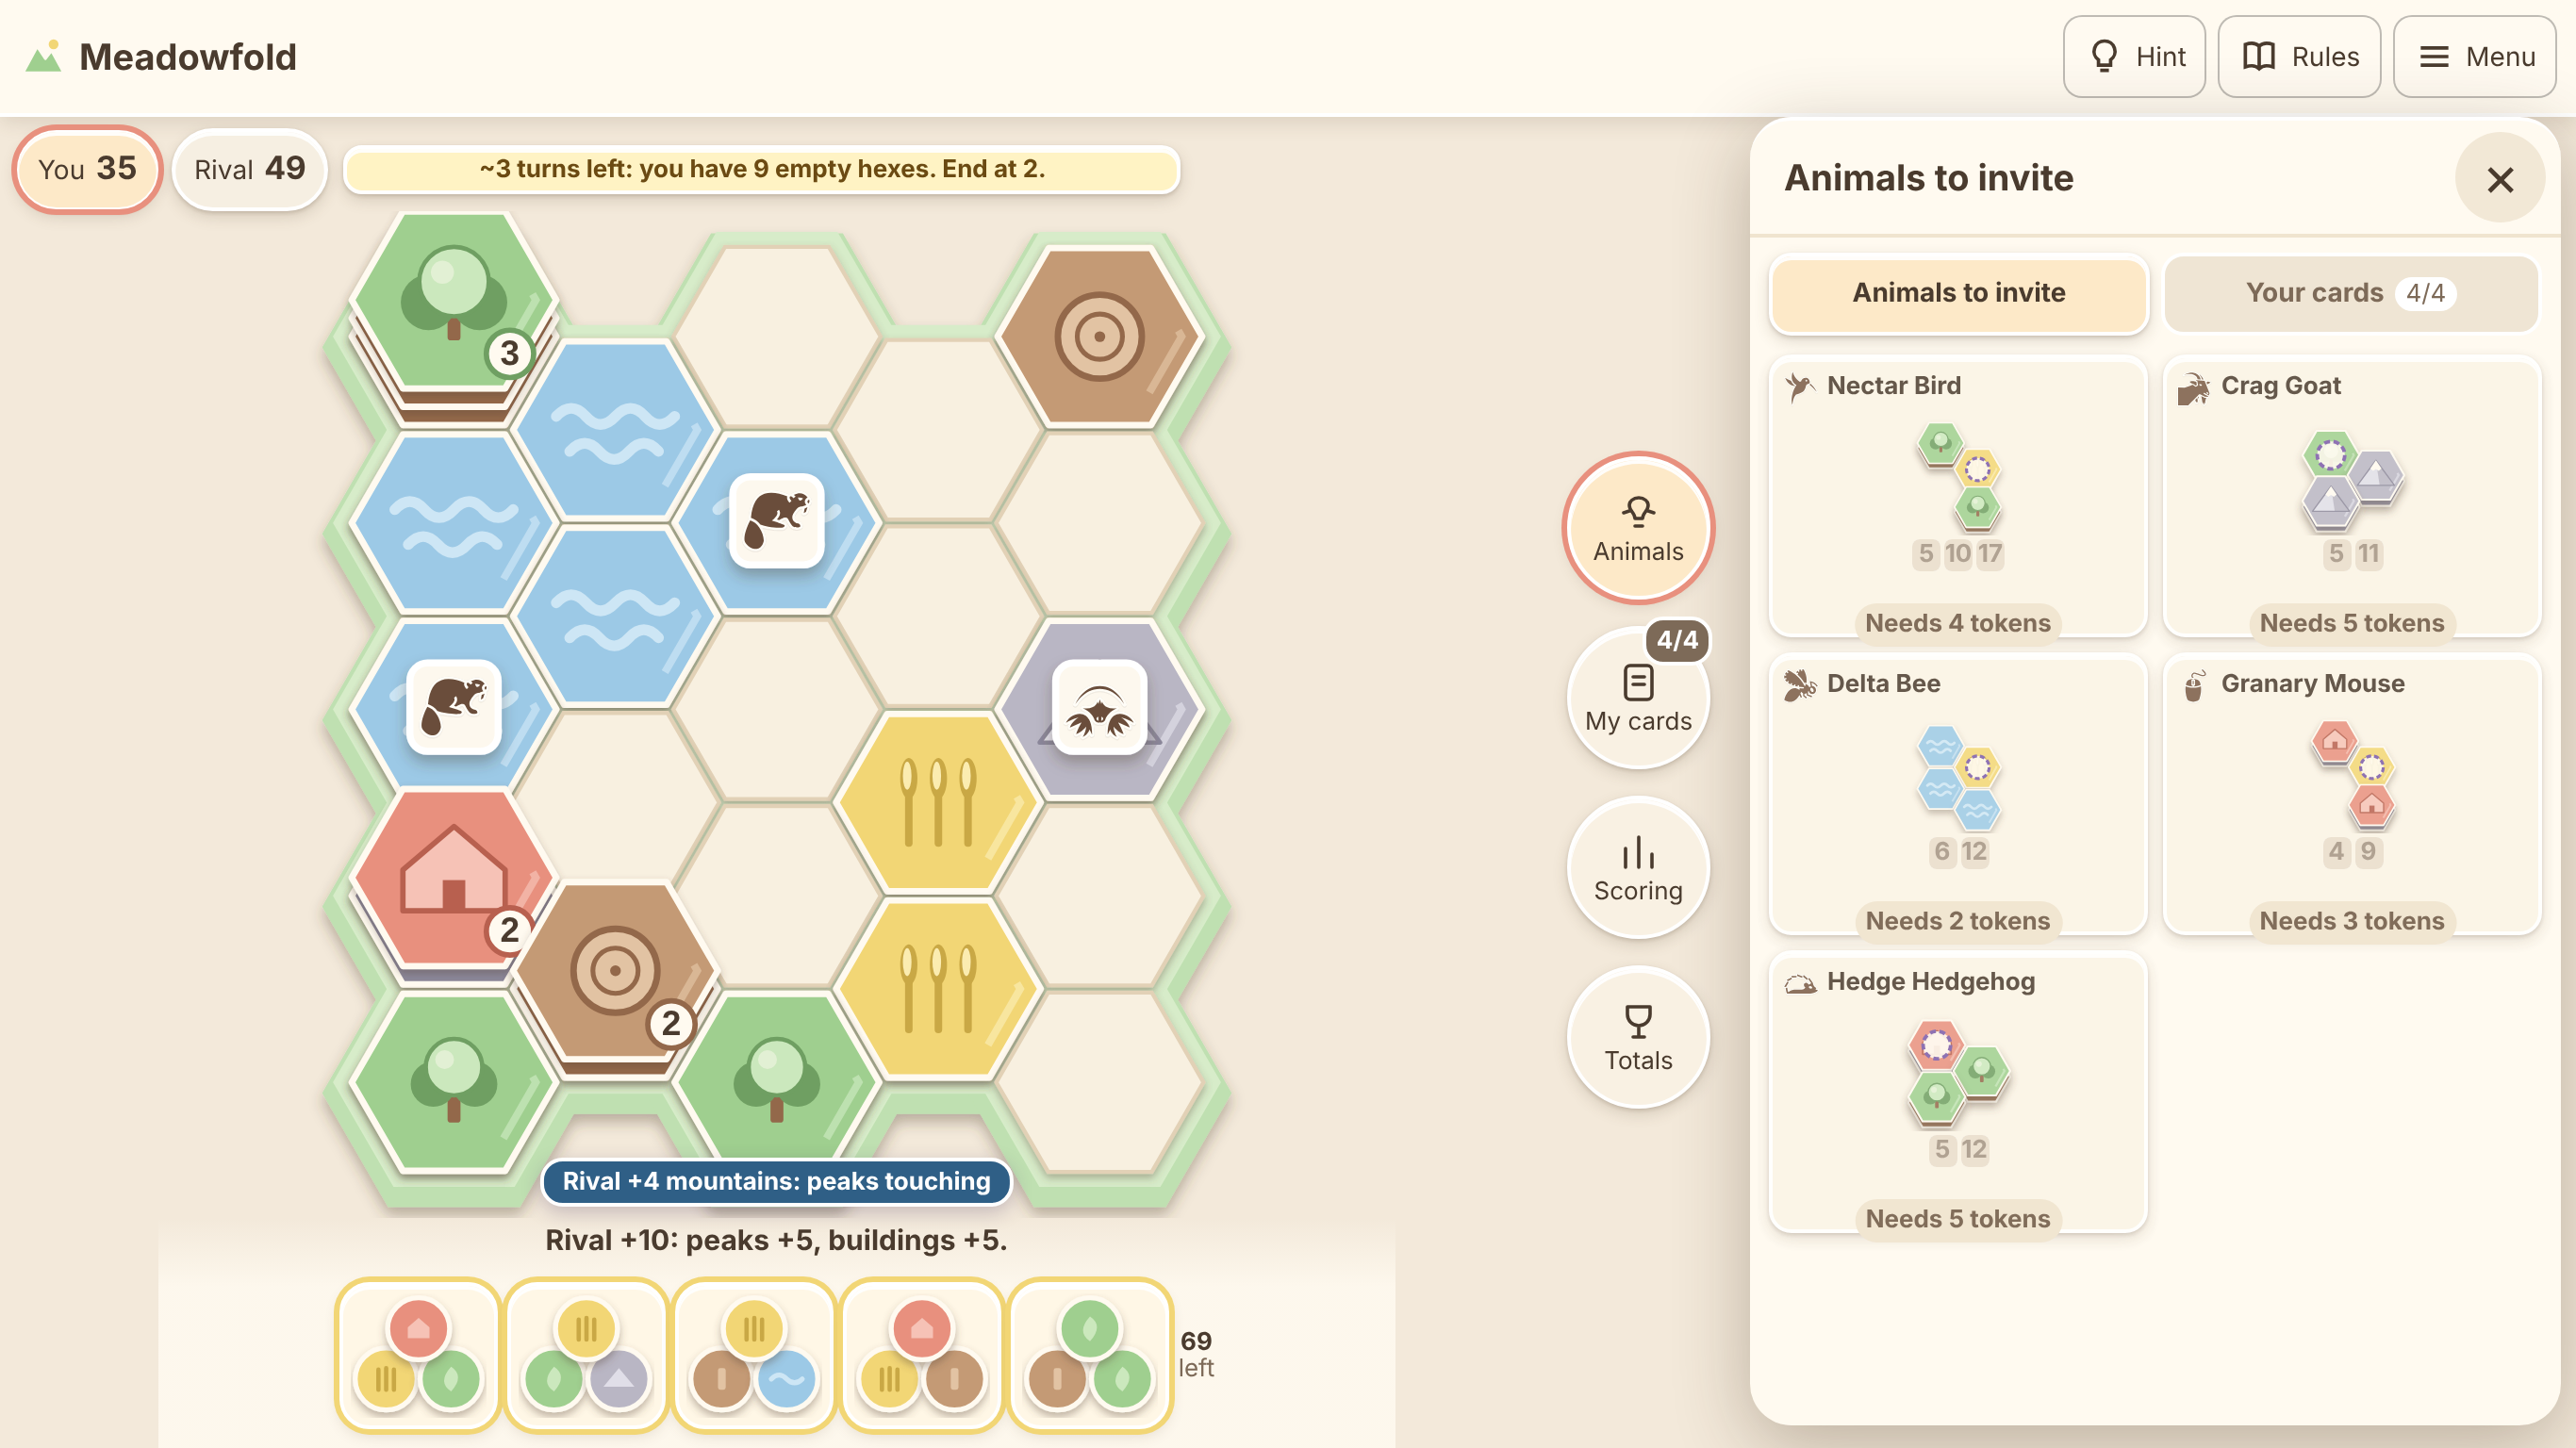 Meadowfold
Hint
Rules
Menu
You 35
Rival 49
~3 turns left: you have 9 empty hexes. End at 2.
3
2
2
Rival +4 mountains: peaks touching
Rival +10: peaks +5, buildings +5.
69
left
Animals
4/4
My cards
Scoring
Totals
Animals to invite
Animals to invite
Your cards 4/4
Nectar Bird
5 10 17
Needs 4 tokens
Crag Goat
5 11
Needs 5 tokens
Delta Bee
6 12
Needs 2 tokens
Granary Mouse
4 9
Needs 3 tokens
Hedge Hedgehog
5 12
Needs 5 tokens